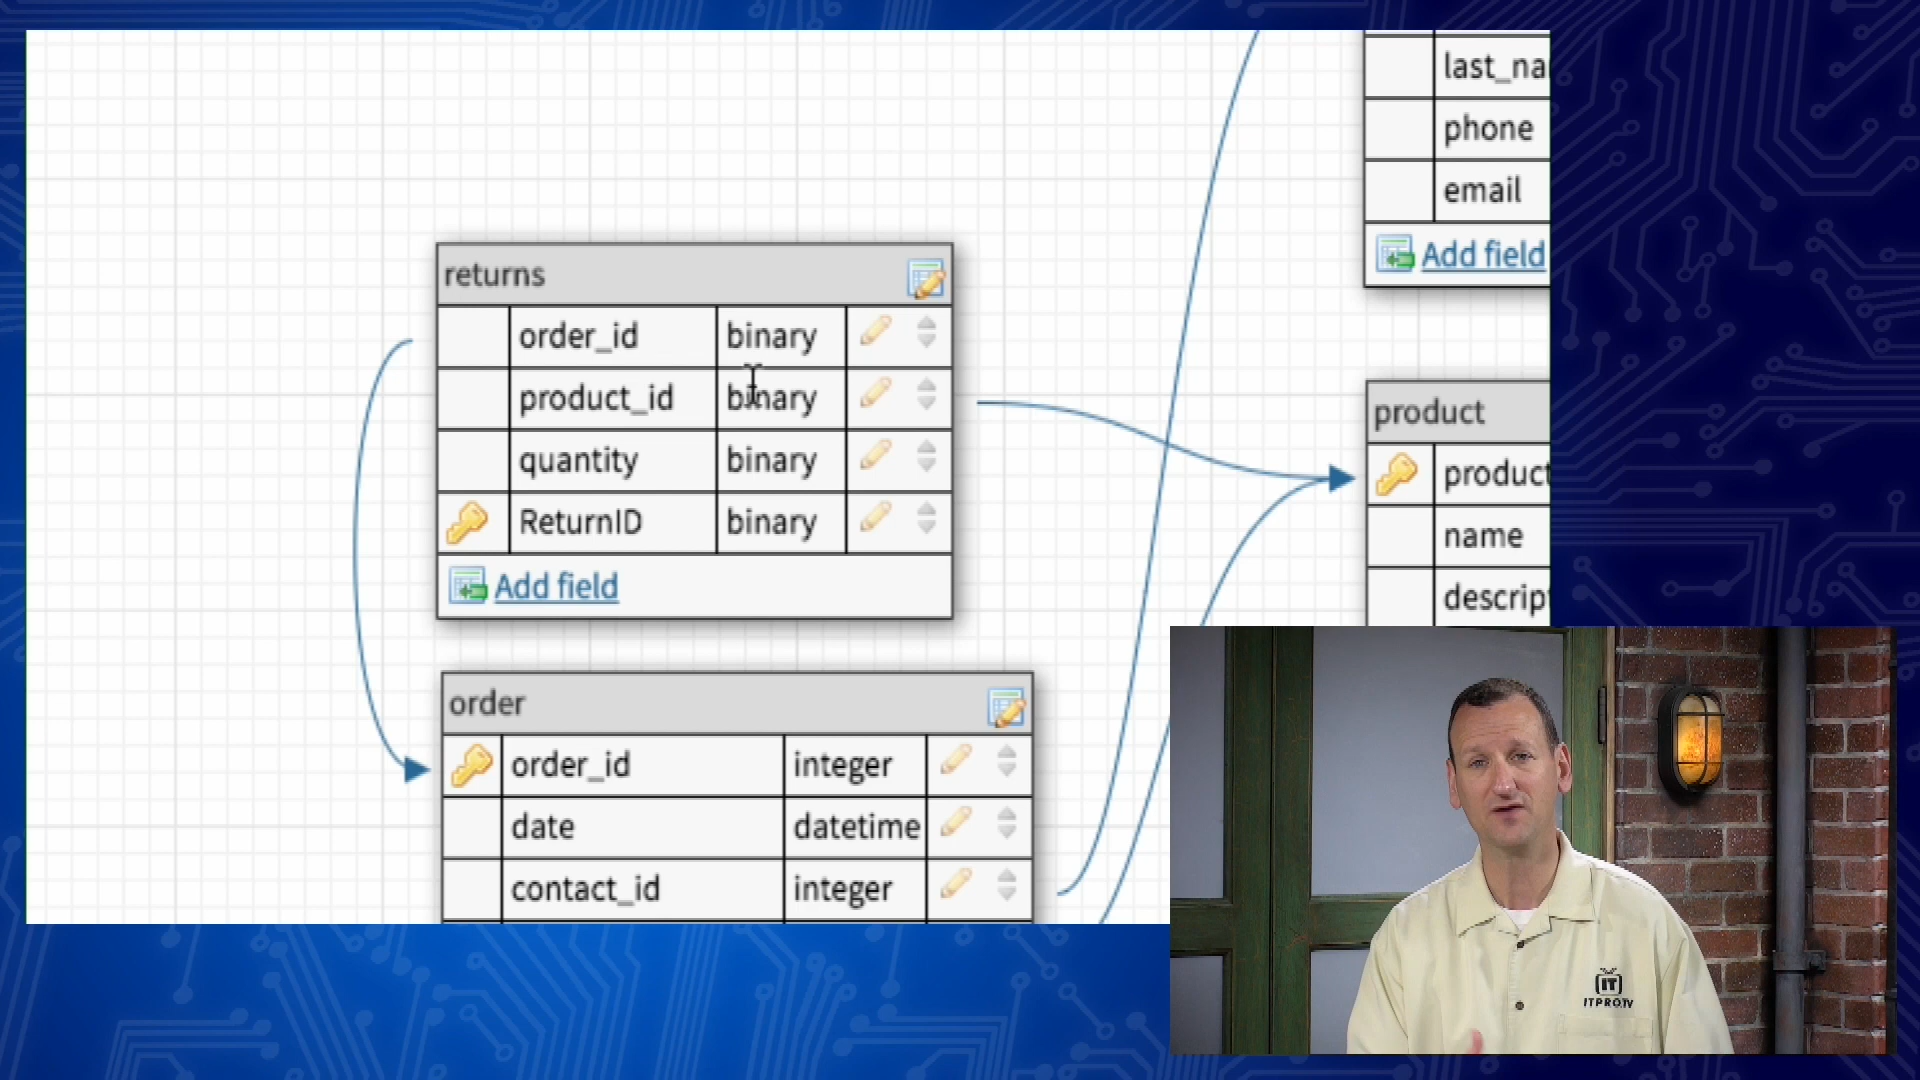 last_na
phone
email
Add field
returns
order_id binary
product_id binary
quantity binary
ReturnID binary
Add field
product
product
name
descrip
order
order_id integer
date datetime
contact_id integer
IT
ITPRO.TV